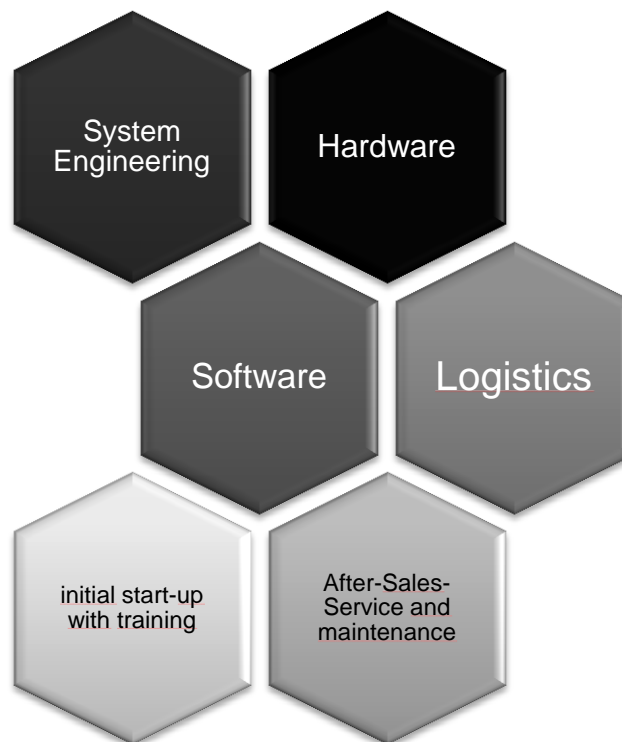 System
Engineering
Hardware
Software
Logistics
initial start-up
with training
After-Sales-
Service and
maintenance